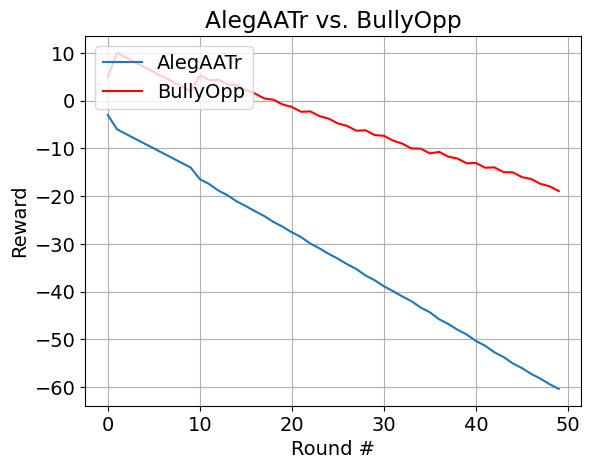 AlegAATr vs. BullyOpp
AlegAATr
BullyOpp
Reward
10
0
−10
−20
−30
−40
−50
−60
0 10 20 30 40 50
Round #